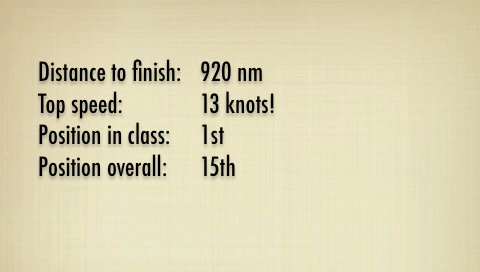 Distance to finish: 920 nm
Top speed: 13 knots!
Position in class: 1st
Position overall: 15th